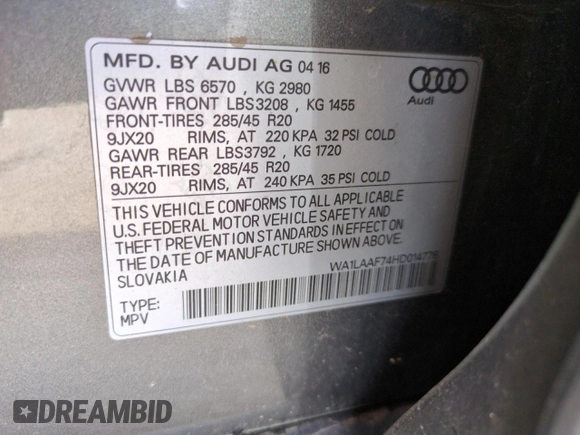 MFD. BY AUDI AG 04 16
Audi
GVWR LBS 6570 , KG 2980
GAWR FRONT LBS3208 , KG 1455
FRONT-TIRES 285/45 R20
9JX20 RIMS, AT 220 KPA 32 PSI COLD
GAWR REAR LBS3792 , KG 1720
REAR-TIRES 285/45 R20
9JX20 RIMS, AT 240 KPA 35 PSI COLD
THIS VEHICLE CONFORMS TO ALL APPLICABLE
U.S. FEDERAL MOTOR VEHICLE SAFETY AND
THEFT PREVENTION STANDARDS IN EFFECT ON
THE DATE OF MANUFACTURE SHOWN ABOVE.
SLOVAKIA
WA1LAAF74HD014776
TYPE:
MPV
DREAMBID